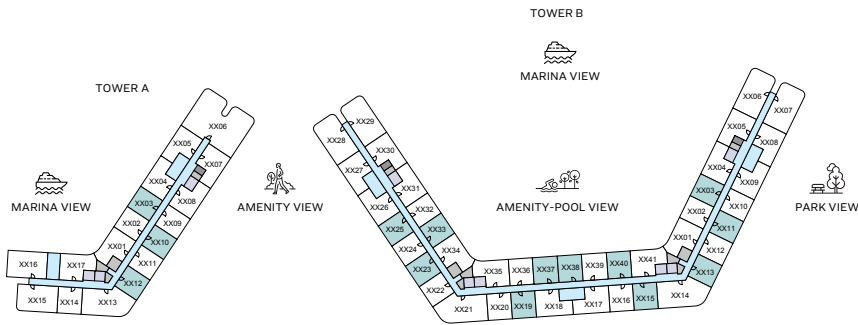 TOWER B
MARINA VIEW
TOWER A
MARINA VIEW
AMENITY VIEW
AMENITY-POOL VIEW
PARK VIEW
XX06
XX05
XX07
XX04
XX08
XX03
XX09
XX02
XX10
XX01
XX11
XX16
XX17
XX12
XX15
XX14
XX13
XX29
XX28
XX30
XX27
XX31
XX26
XX32
XX25
XX33
XX24
XX34
XX23
XX35
XX36
XX37
XX38
XX39
XX40
XX41
XX22
XX21
XX20
XX19
XX18
XX17
XX16
XX15
XX14
XX06
XX07
XX05
XX08
XX04
XX09
XX03
XX10
XX02
XX11
XX01
XX12
XX13